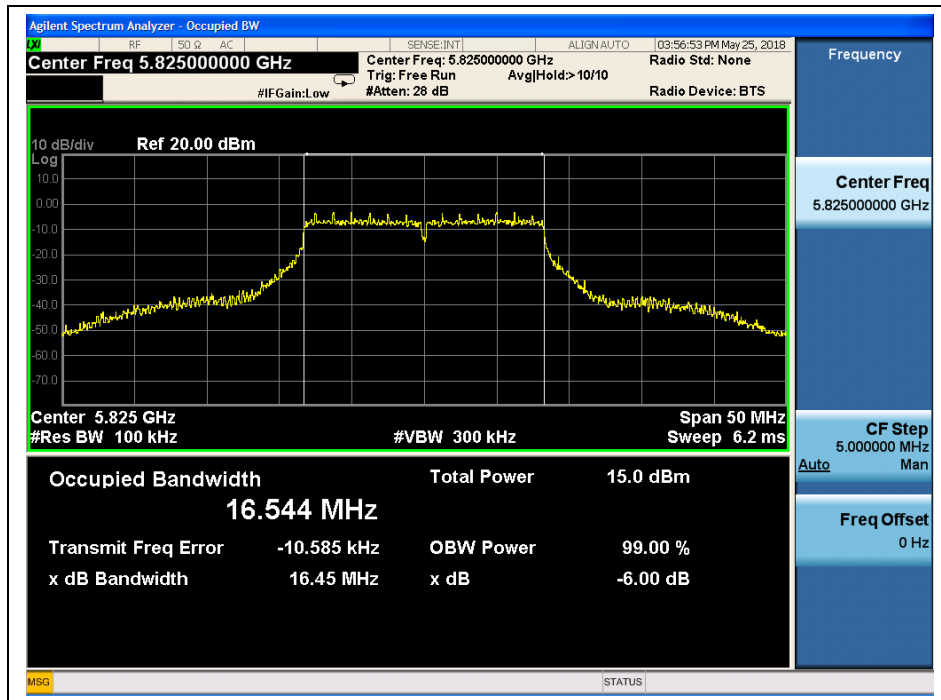 Agilent Spectrum Analyzer - Occupied BW
LXI RF 50 Ω AC SENSE:INT ALIGN AUTO 03:56:53 PM May 25, 2018
Center Freq 5.825000000 GHz
Center Freq: 5.825000000 GHz Radio Std: None
Trig: Free Run Avg|Hold:>10/10
#IFGain:Low #Atten: 28 dB Radio Device: BTS
10 dB/div Ref 20.00 dBm
Log
10.0
0.00
-10.0
-20.0
-30.0
-40.0
-50.0
-60.0
-70.0
Center 5.825 GHz Span 50 MHz
#Res BW 100 kHz #VBW 300 kHz Sweep 6.2 ms
Occupied Bandwidth Total Power 15.0 dBm
16.544 MHz
Transmit Freq Error -10.585 kHz OBW Power 99.00 %
x dB Bandwidth 16.45 MHz x dB -6.00 dB
Frequency
Center Freq
5.825000000 GHz
CF Step
5.000000 MHz
Auto Man
Freq Offset
0 Hz
MSG STATUS